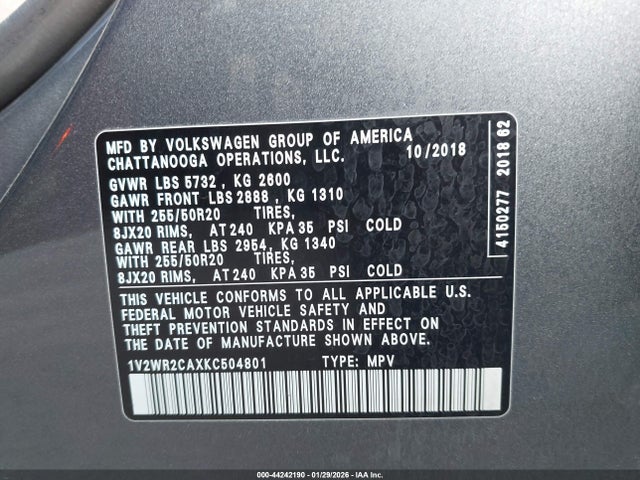 MFD BY VOLKSWAGEN GROUP OF AMERICA
CHATTANOOGA OPERATIONS, LLC. 10/2018
GVWR LBS 5732 , KG 2600
GAWR FRONT LBS 2888 , KG 1310
WITH 255/50R20 TIRES,
8JX20 RIMS, AT 240 KPA 35 PSI COLD
GAWR REAR LBS 2954, KG 1340
WITH 255/50R20 TIRES,
8JX20 RIMS, AT 240 KPA 35 PSI COLD
THIS VEHICLE CONFORMS TO ALL APPLICABLE U.S.
FEDERAL MOTOR VEHICLE SAFETY AND
THEFT PREVENTION STANDARDS IN EFFECT ON THE
DATE OF MANUFACTURE SHOWN ABOVE.
1V2WR2CAXKC504801 TYPE: MPV
4150277 2018 62
000-44242190 - 01/29/2026 - IAA Inc.